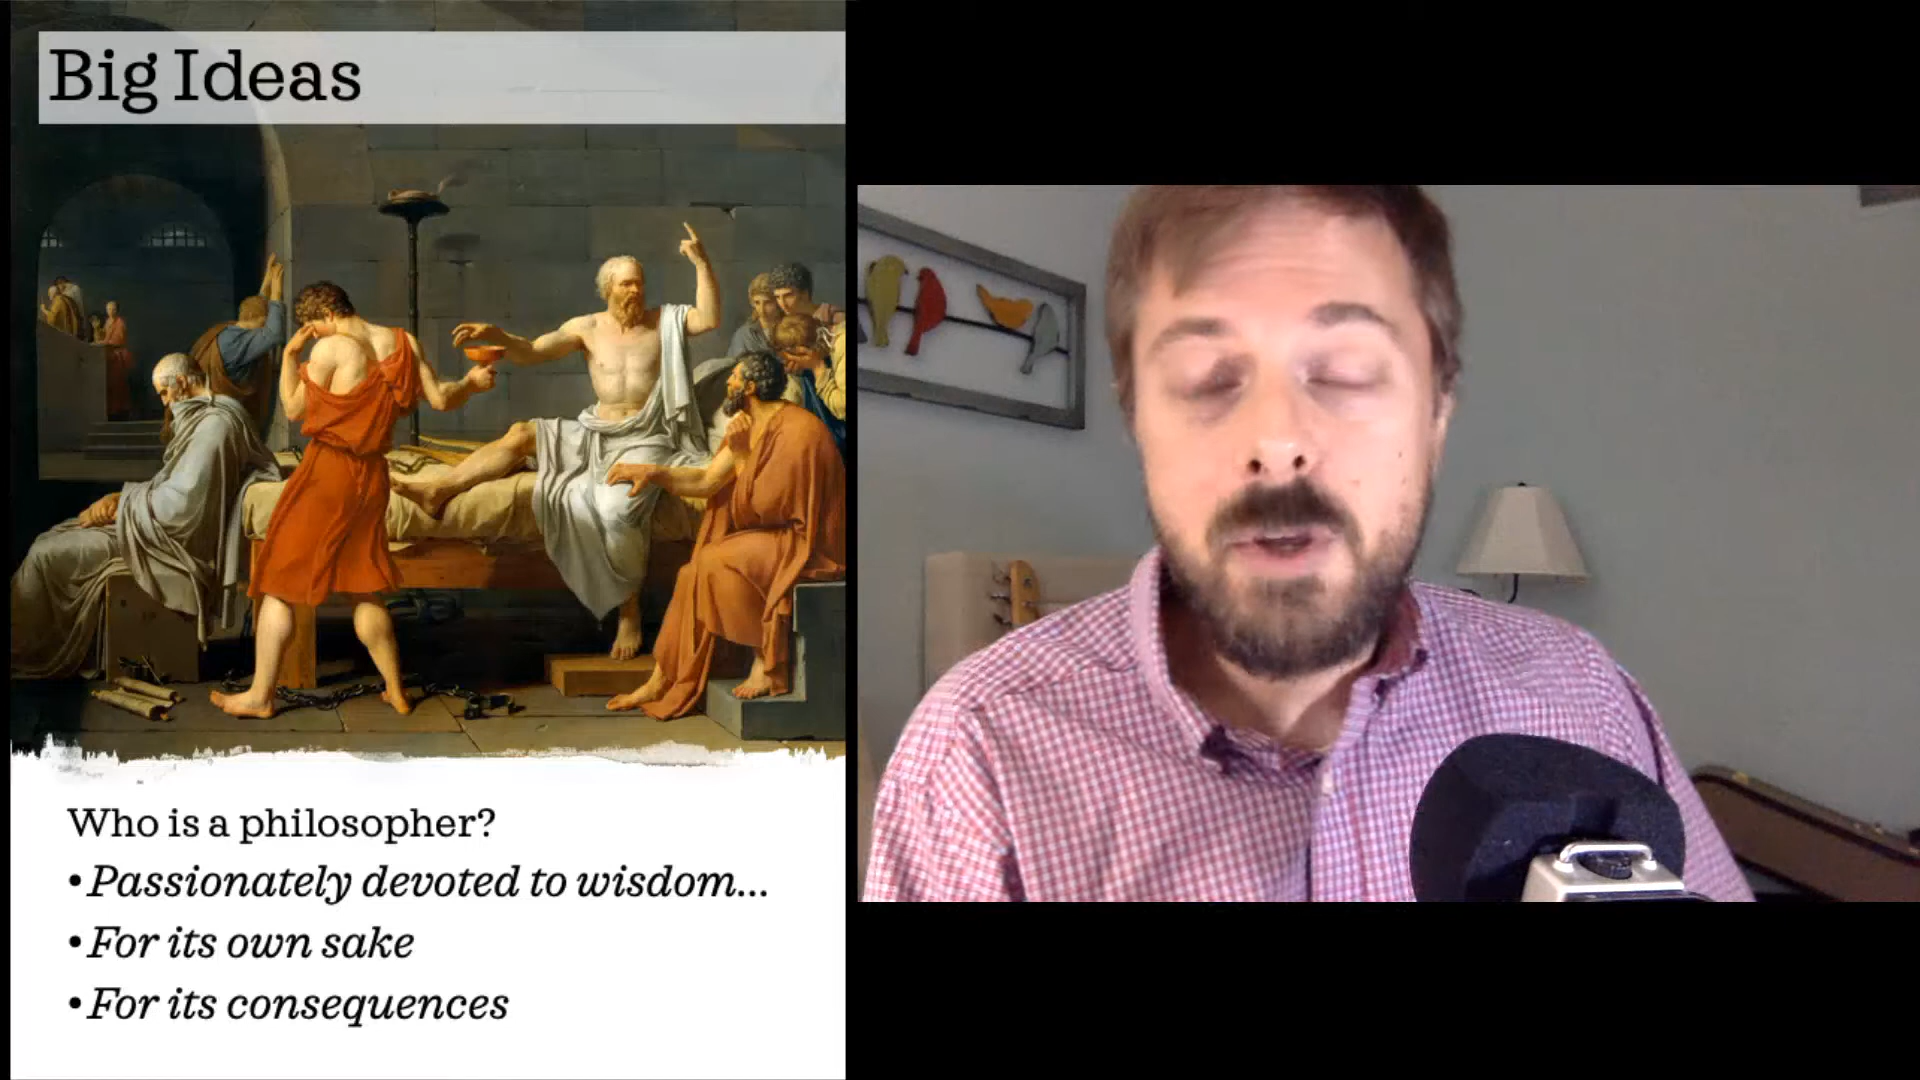 Big Ideas
Who is a philosopher?
•Passionately devoted to wisdom...
•For its own sake
•For its consequences